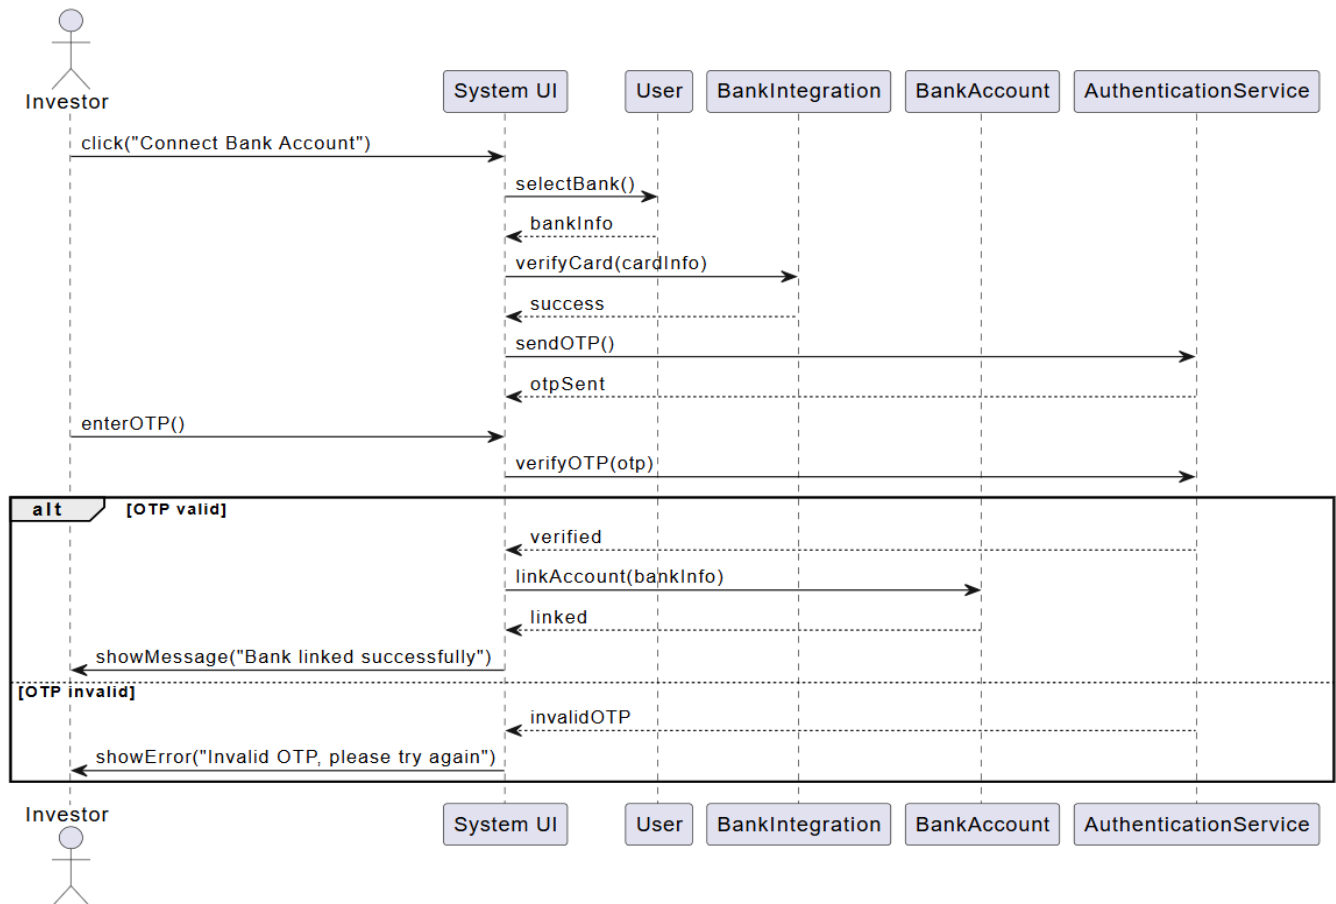 Investor
System UI
User
BankIntegration
BankAccount
AuthenticationService
click("Connect Bank Account")
selectBank()
bankInfo
verifyCard(cardInfo)
success
sendOTP()
otpSent
enterOTP()
verifyOTP(otp)
alt [OTP valid]
verified
linkAccount(bankInfo)
linked
showMessage("Bank linked successfully")
[OTP invalid]
invalidOTP
showError("Invalid OTP, please try again")
Investor
System UI
User
BankIntegration
BankAccount
AuthenticationService